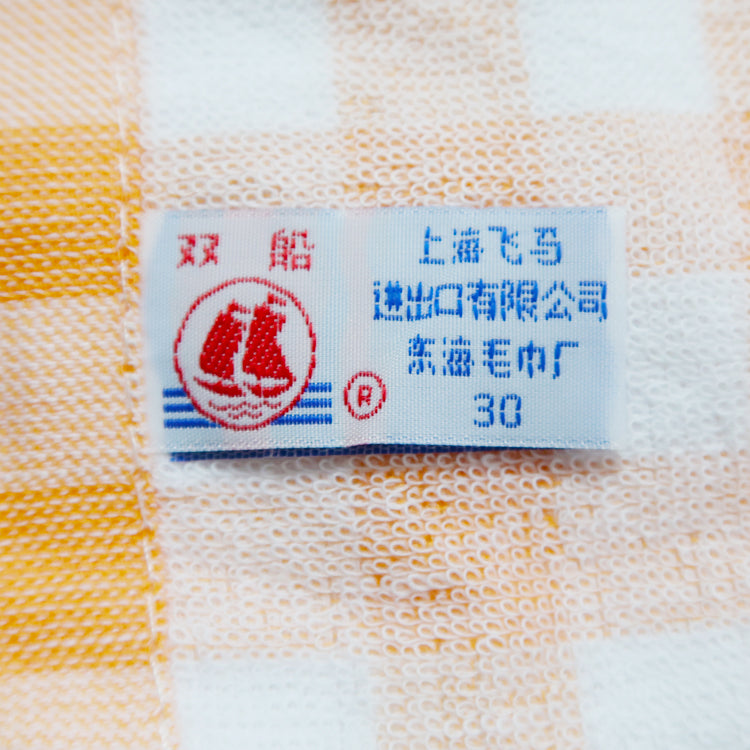 双 船
®
上海飞马
进出口有限公司
东海毛巾厂
30